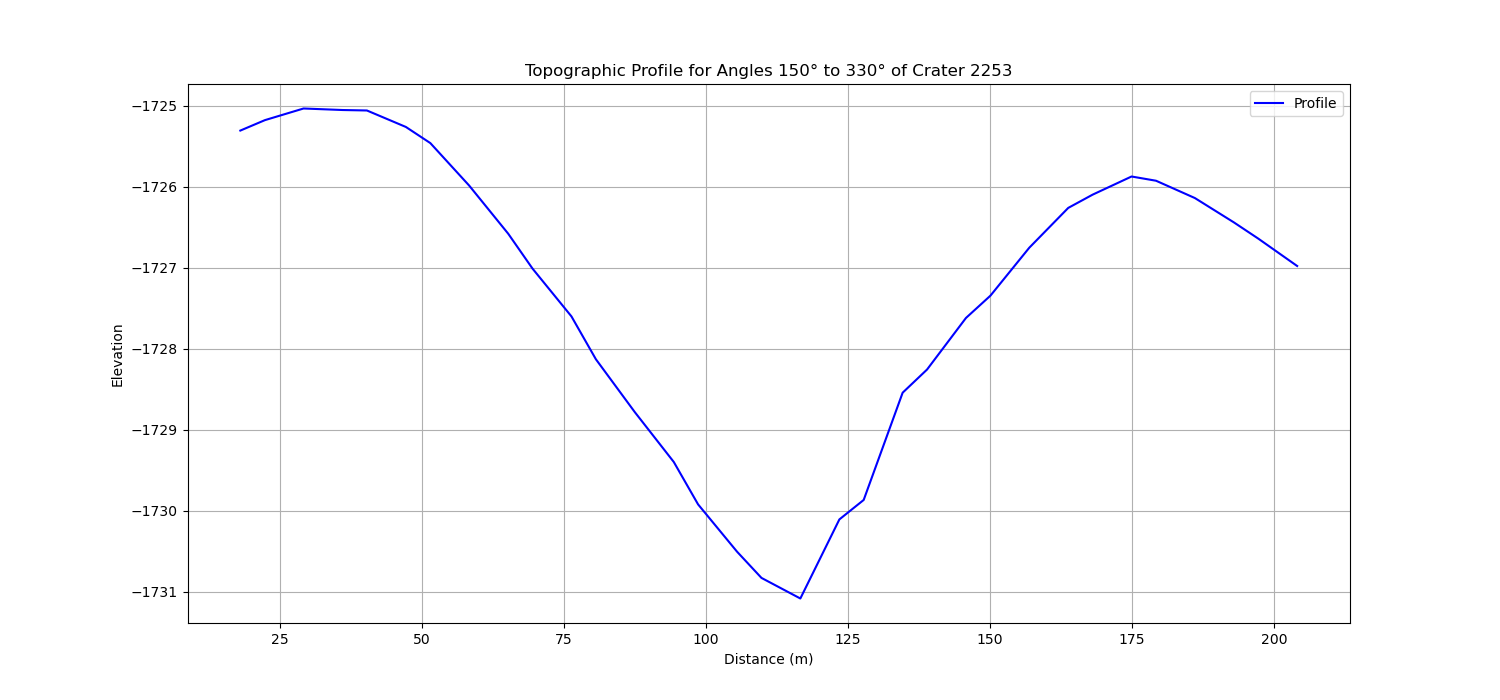 Topographic Profile for Angles 150° to 330° of Crater 2253
Profile
−1725
−1726
−1727
−1728
−1729
−1730
−1731
Elevation
25 50 75 100 125 150 175 200
Distance (m)